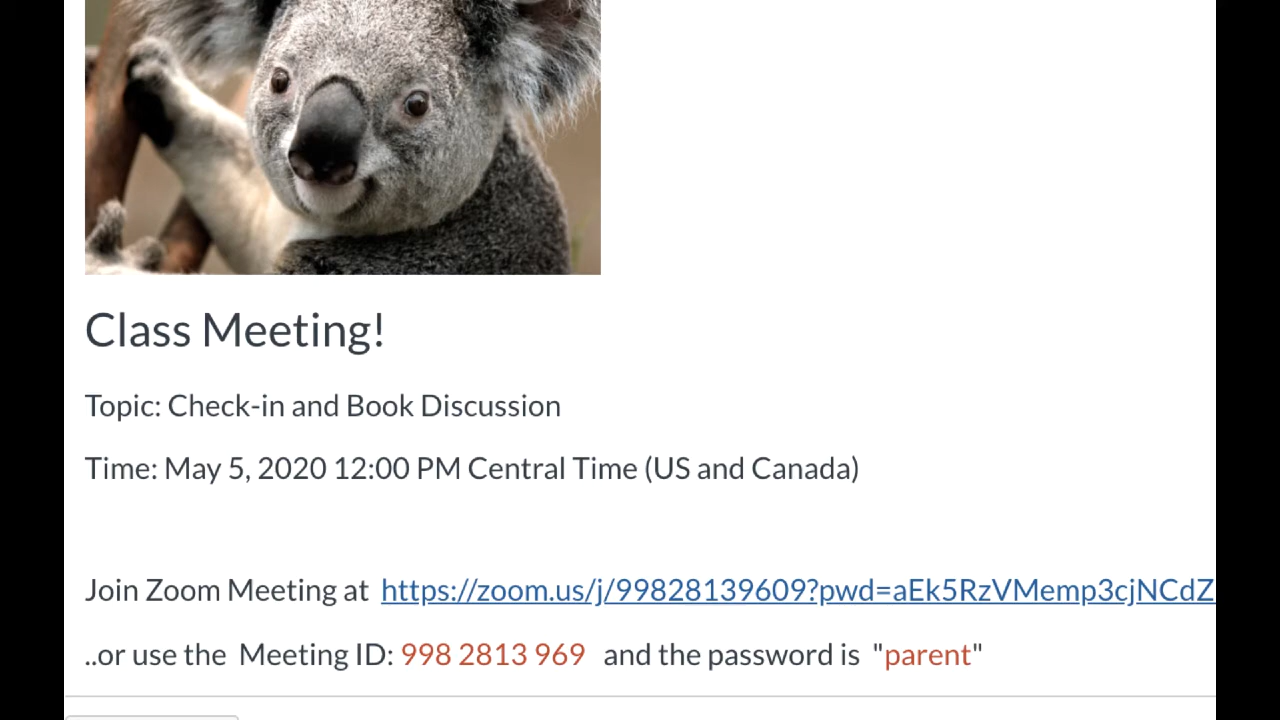 Class Meeting!
Topic: Check-in and Book Discussion
Time: May 5, 2020 12:00 PM Central Time (US and Canada)
Join Zoom Meeting at https://zoom.us/j/99828139609?pwd=aEk5RzVMemp3cjNCdZ
..or use the Meeting ID: 998 2813 969 and the password is "parent"